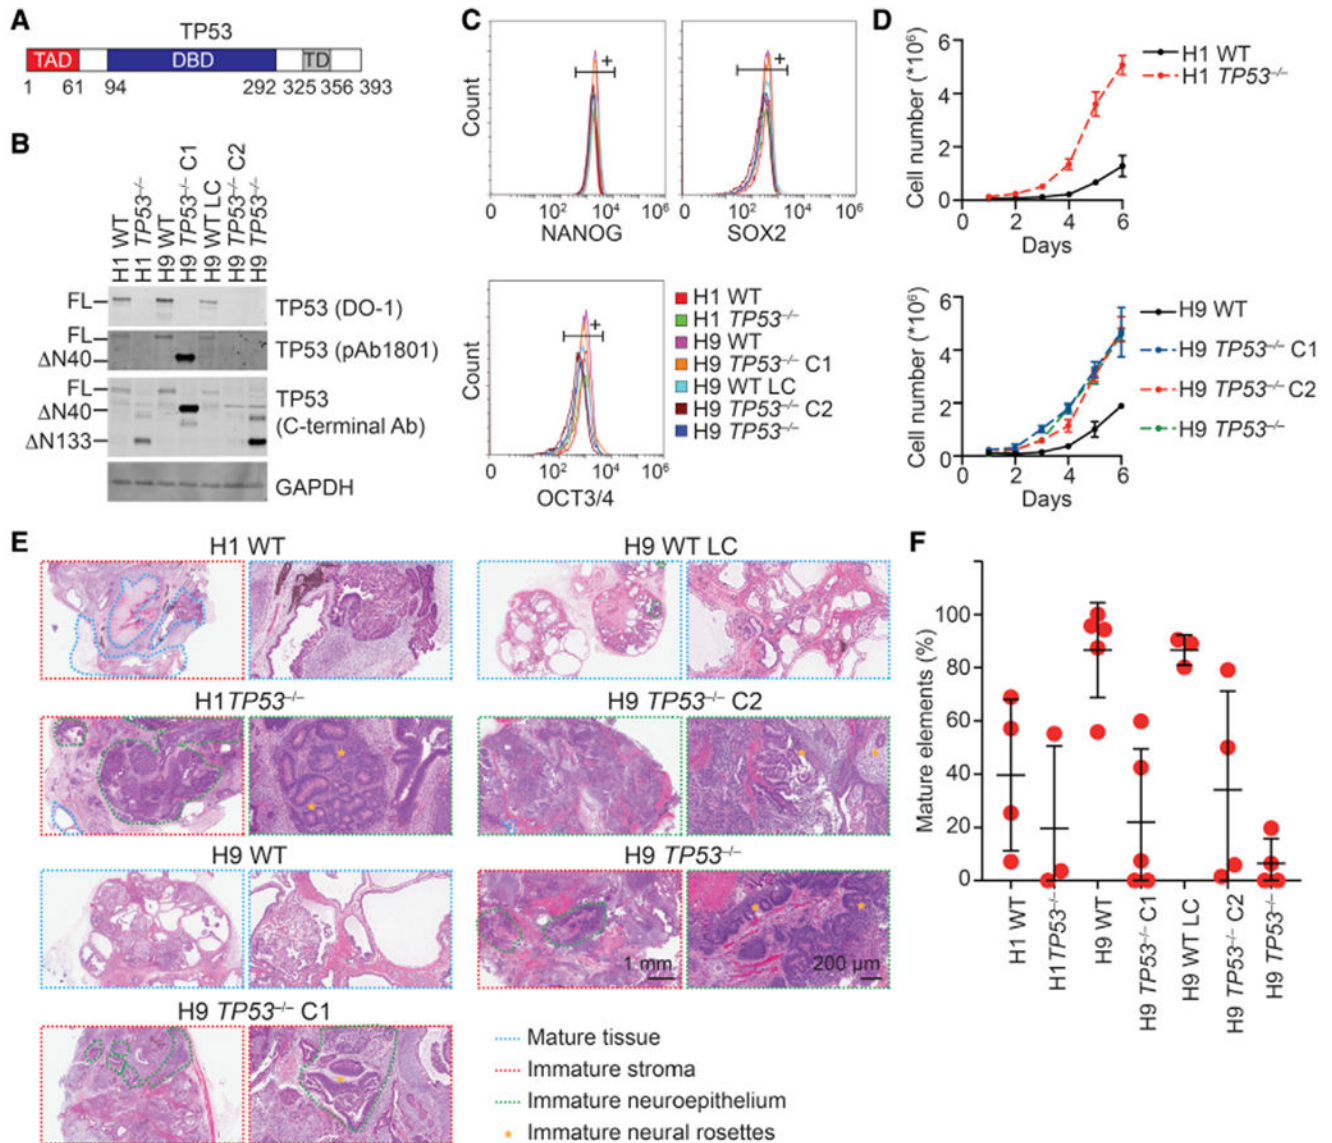 A
TP53
TAD
DBD
TD
1 61 94 292 325 356 393
B
H1 WT
H1 TP53–/–
H9 WT
H9 TP53–/– C1
H9 WT LC
H9 TP53–/– C2
H9 TP53–/–
FL
TP53 (DO-1)
FL
ΔN40
TP53 (pAb1801)
FL
ΔN40
ΔN133
TP53
(C-terminal Ab)
GAPDH
C
Count
+
0 10² 10⁴ 10⁶
NANOG
+
0 10² 10⁴ 10⁶
SOX2
Count
+
0 10² 10⁴ 10⁶
OCT3/4
H1 WT
H1 TP53–/–
H9 WT
H9 TP53–/– C1
H9 WT LC
H9 TP53–/– C2
H9 TP53–/–
D
Cell number (*10⁶)
6
4
2
0
0 2 4 6
Days
H1 WT
H1 TP53–/–
Cell number (*10⁶)
6
4
2
0
0 2 4 6
Days
H9 WT
H9 TP53–/– C1
H9 TP53–/– C2
H9 TP53–/–
E
H1 WT
H9 WT LC
H1TP53–/–
H9 TP53–/– C2
H9 WT
H9 TP53–/–
1 mm
200 µm
H9 TP53–/– C1
Mature tissue
Immature stroma
Immature neuroepithelium
Immature neural rosettes
F
Mature elements (%)
100
80
60
40
20
0
H1 WT
H1TP53–/–
H9 WT
H9 TP53–/– C1
H9 WT LC
H9 TP53–/– C2
H9 TP53–/–